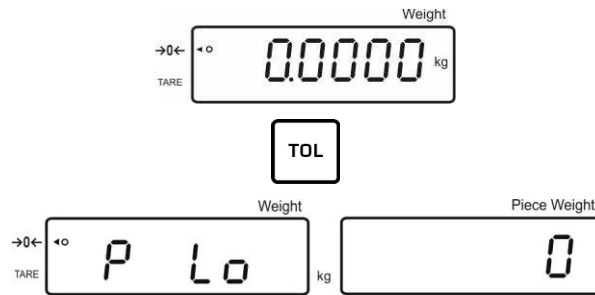 Weight
→0← ◄ o 0.0000 kg
TARE
TOL
Weight Piece Weight
→0← ◄o P Lo 0
TARE kg